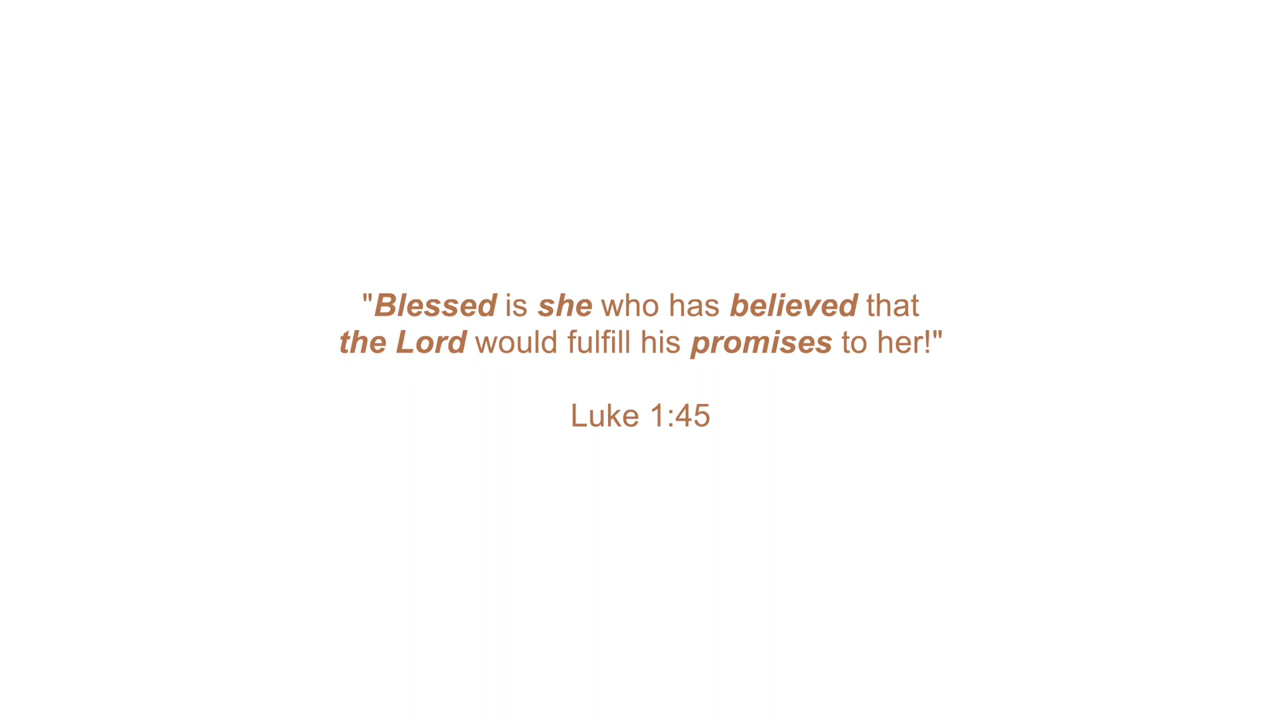 "Blessed is she who has believed that
the Lord would fulfill his promises to her!"
Luke 1:45